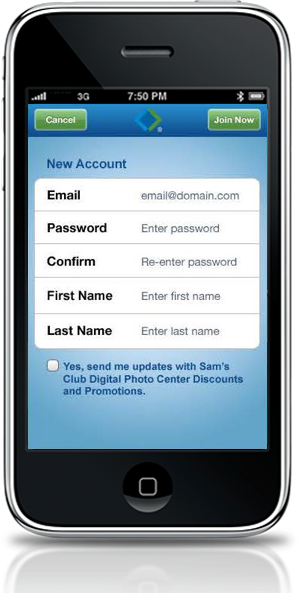 3G 7:50 PM
Cancel Join Now
New Account
Email email@domain.com
Password Enter password
Confirm Re-enter password
First Name Enter first name
Last Name Enter last name
Yes, send me updates with Sam's
Club Digital Photo Center Discounts
and Promotions.